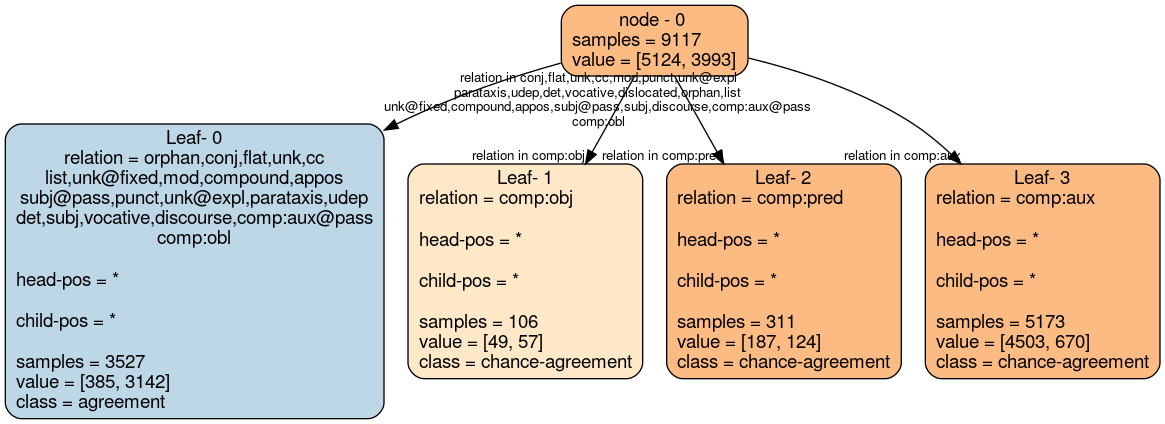 node - 0
samples = 9117
value = [5124, 3993]
relation in conj,flat,unk,cc,mod,punct,unk@expl
parataxis,udep,det,vocative,dislocated,orphan,list
unk@fixed,compound,appos,subj@pass,subj,discourse,comp:aux@pass
comp:obl
relation in comp:obj
relation in comp:pred
relation in comp:aux
Leaf- 0
relation = orphan,conj,flat,unk,cc
list,unk@fixed,mod,compound,appos
subj@pass,punct,unk@expl,parataxis,udep
det,subj,vocative,discourse,comp:aux@pass
comp:obl
head-pos = *
child-pos = *
samples = 3527
value = [385, 3142]
class = agreement
Leaf- 1
relation = comp:obj
head-pos = *
child-pos = *
samples = 106
value = [49, 57]
class = chance-agreement
Leaf- 2
relation = comp:pred
head-pos = *
child-pos = *
samples = 311
value = [187, 124]
class = chance-agreement
Leaf- 3
relation = comp:aux
head-pos = *
child-pos = *
samples = 5173
value = [4503, 670]
class = chance-agreement